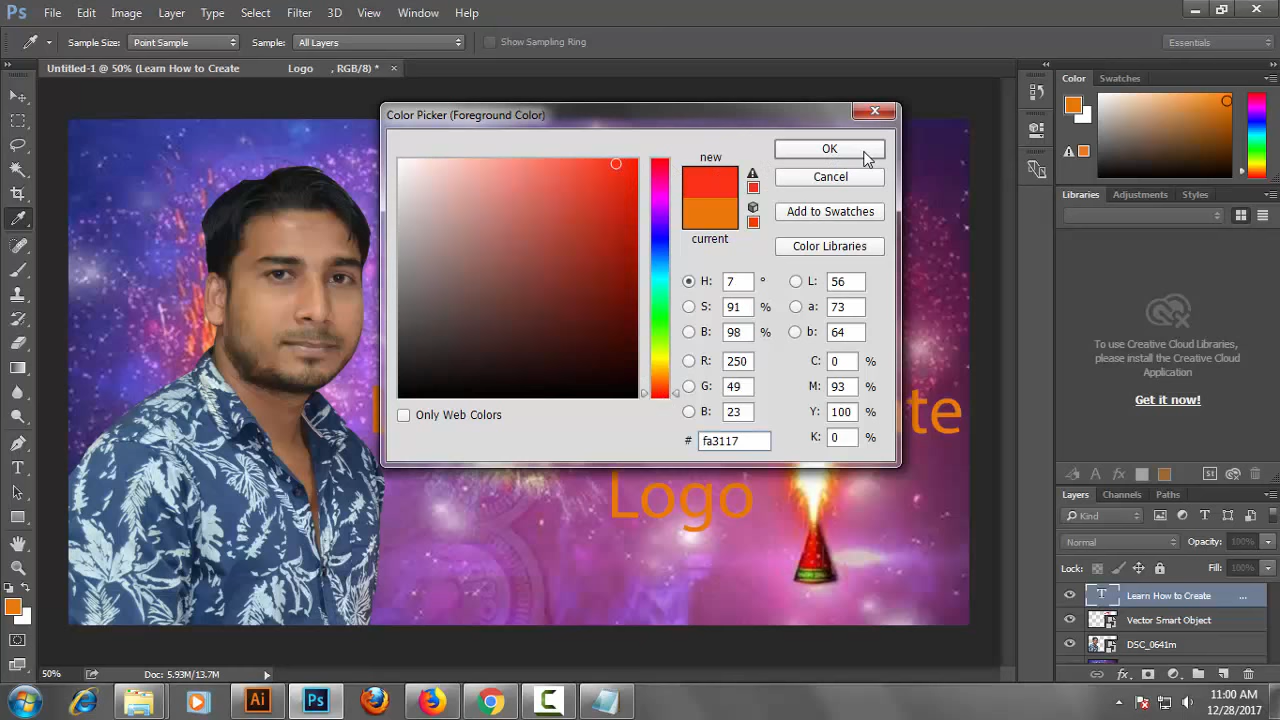 Ps File Edit Image Layer Type Select Filter 3D View Window Help
Sample Size: Point Sample Sample: All Layers Show Sampling Ring Essentials
Untitled-1 @ 50% (Learn How to Create Logo , RGB/8) * ×
Color Swatches
Color Picker (Foreground Color)
new
OK
Cancel
Add to Swatches
current
Color Libraries
H: 7 ° L: 56
S: 91 % a: 73
B: 98 % b: 64
R: 250 C: 0 %
G: 49 M: 93 %
B: 23 Y: 100 %
# fa3117 K: 0 %
Only Web Colors
Libraries Adjustments Styles
To use Creative Cloud Libraries,
please install the Creative Cloud
Application
Get it now!
te
Logo
Layers Channels Paths
Kind
Normal Opacity: 100%
Lock: Fill: 100%
T Learn How to Create ...
Vector Smart Object
DSC_0641m
50% Doc: 5.93M/13.7M
Ai Ps C
11:00 AM
12/28/2017